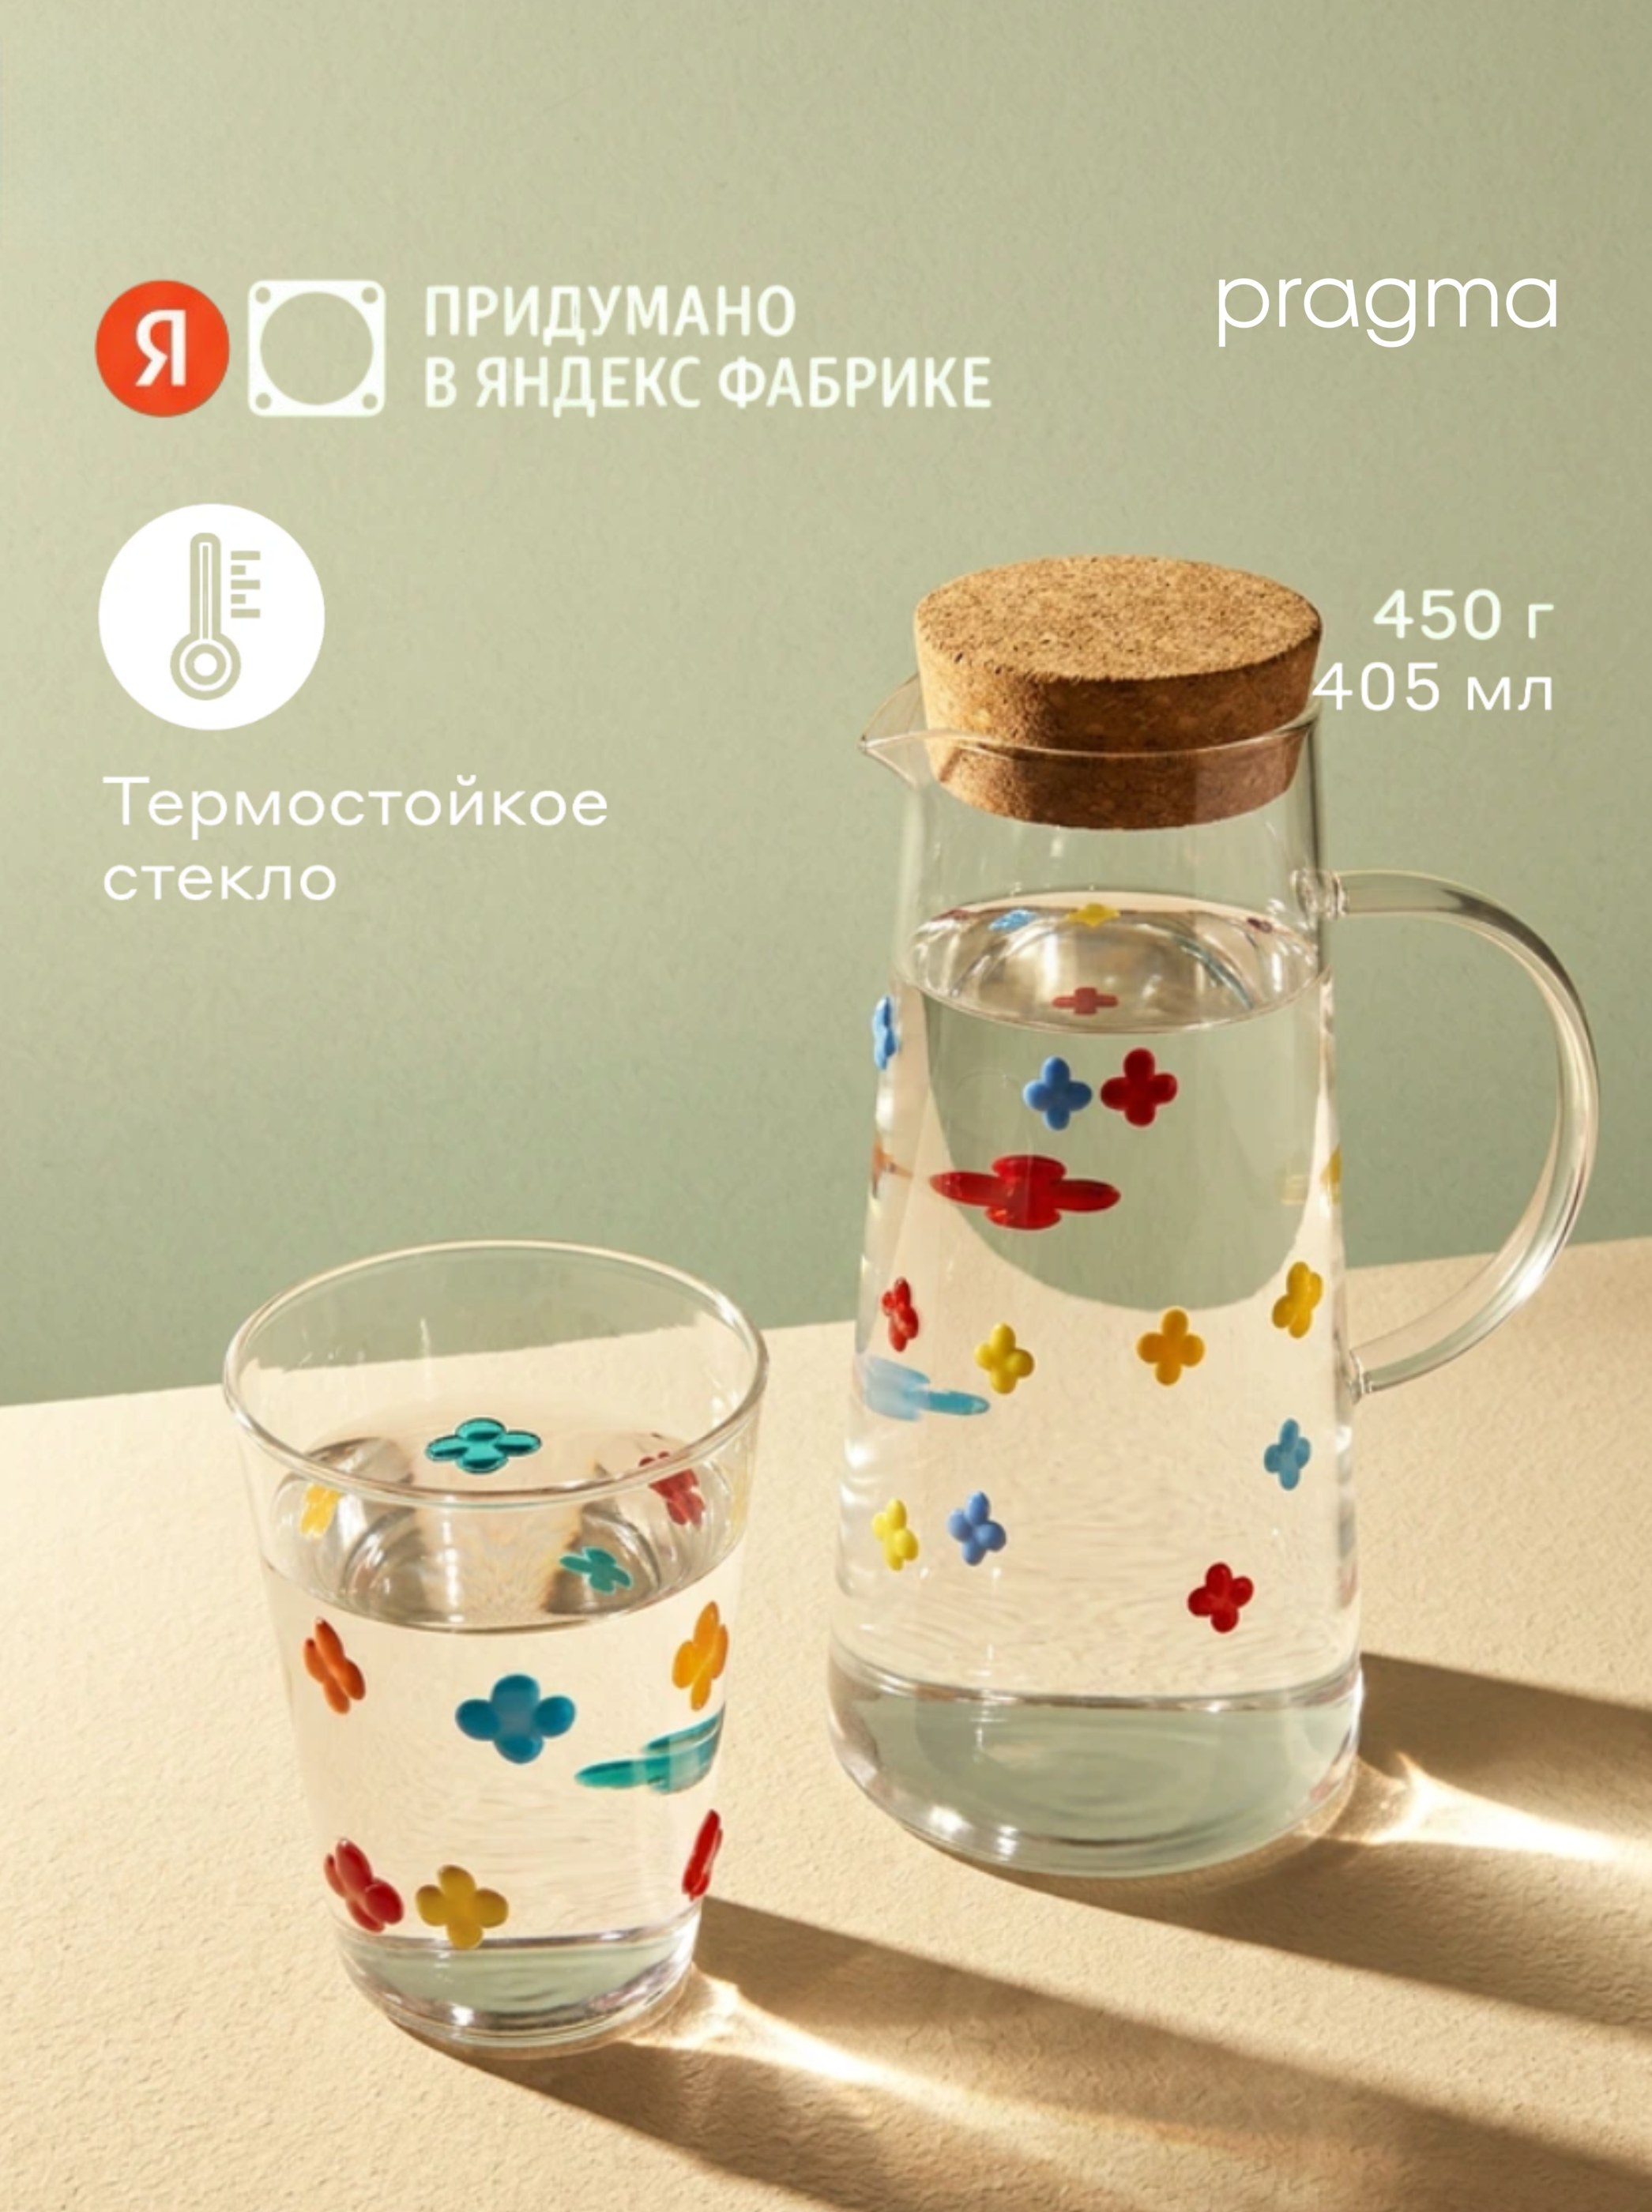 Я
ПРИДУМАНО
В ЯНДЕКС ФАБРИКЕ
pragma
450 г
405 мл
Термостойкое
стекло